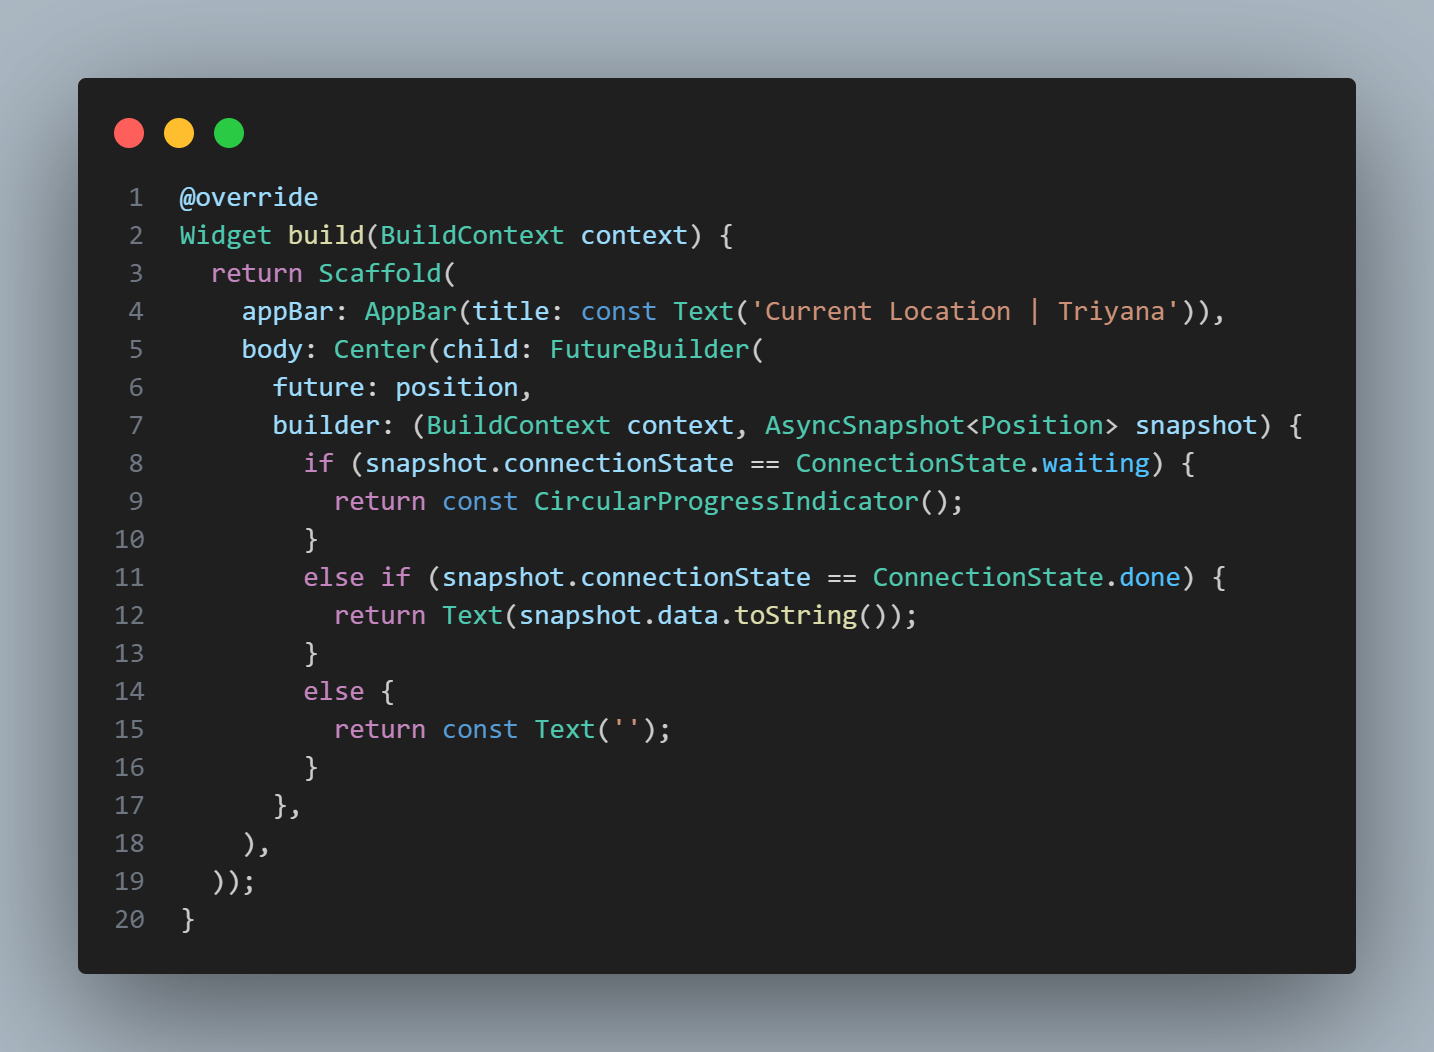 1 @override
2 Widget build(BuildContext context) {
3   return Scaffold(
4     appBar: AppBar(title: const Text('Current Location | Triyana')),
5     body: Center(child: FutureBuilder(
6       future: position,
7       builder: (BuildContext context, AsyncSnapshot<Position> snapshot) {
8         if (snapshot.connectionState == ConnectionState.waiting) {
9           return const CircularProgressIndicator();
10         }
11         else if (snapshot.connectionState == ConnectionState.done) {
12           return Text(snapshot.data.toString());
13         }
14         else {
15           return const Text('');
16         }
17       },
18     ),
19   ));
20 }